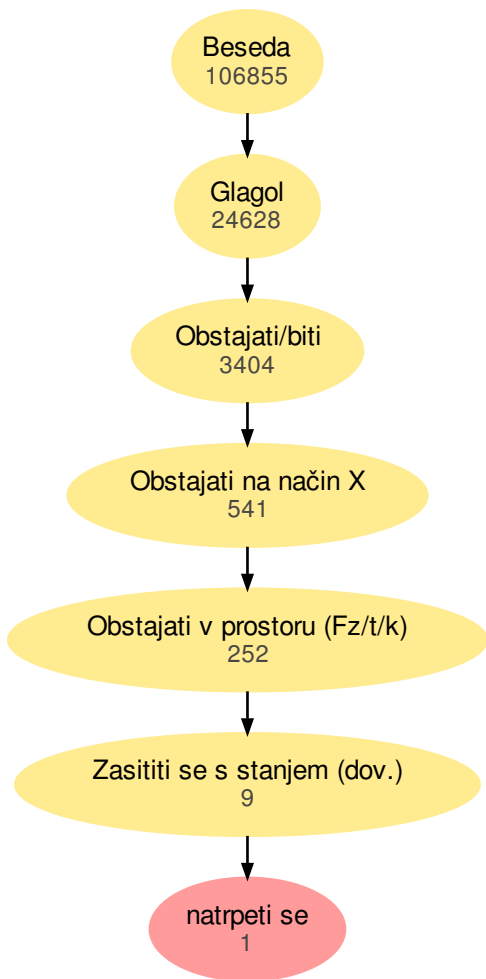 Beseda
106855
Glagol
24628
Obstajati/biti
3404
Obstajati na način X
541
Obstajati v prostoru (Fz/t/k)
252
Zasititi se s stanjem (dov.)
9
natrpeti se
1